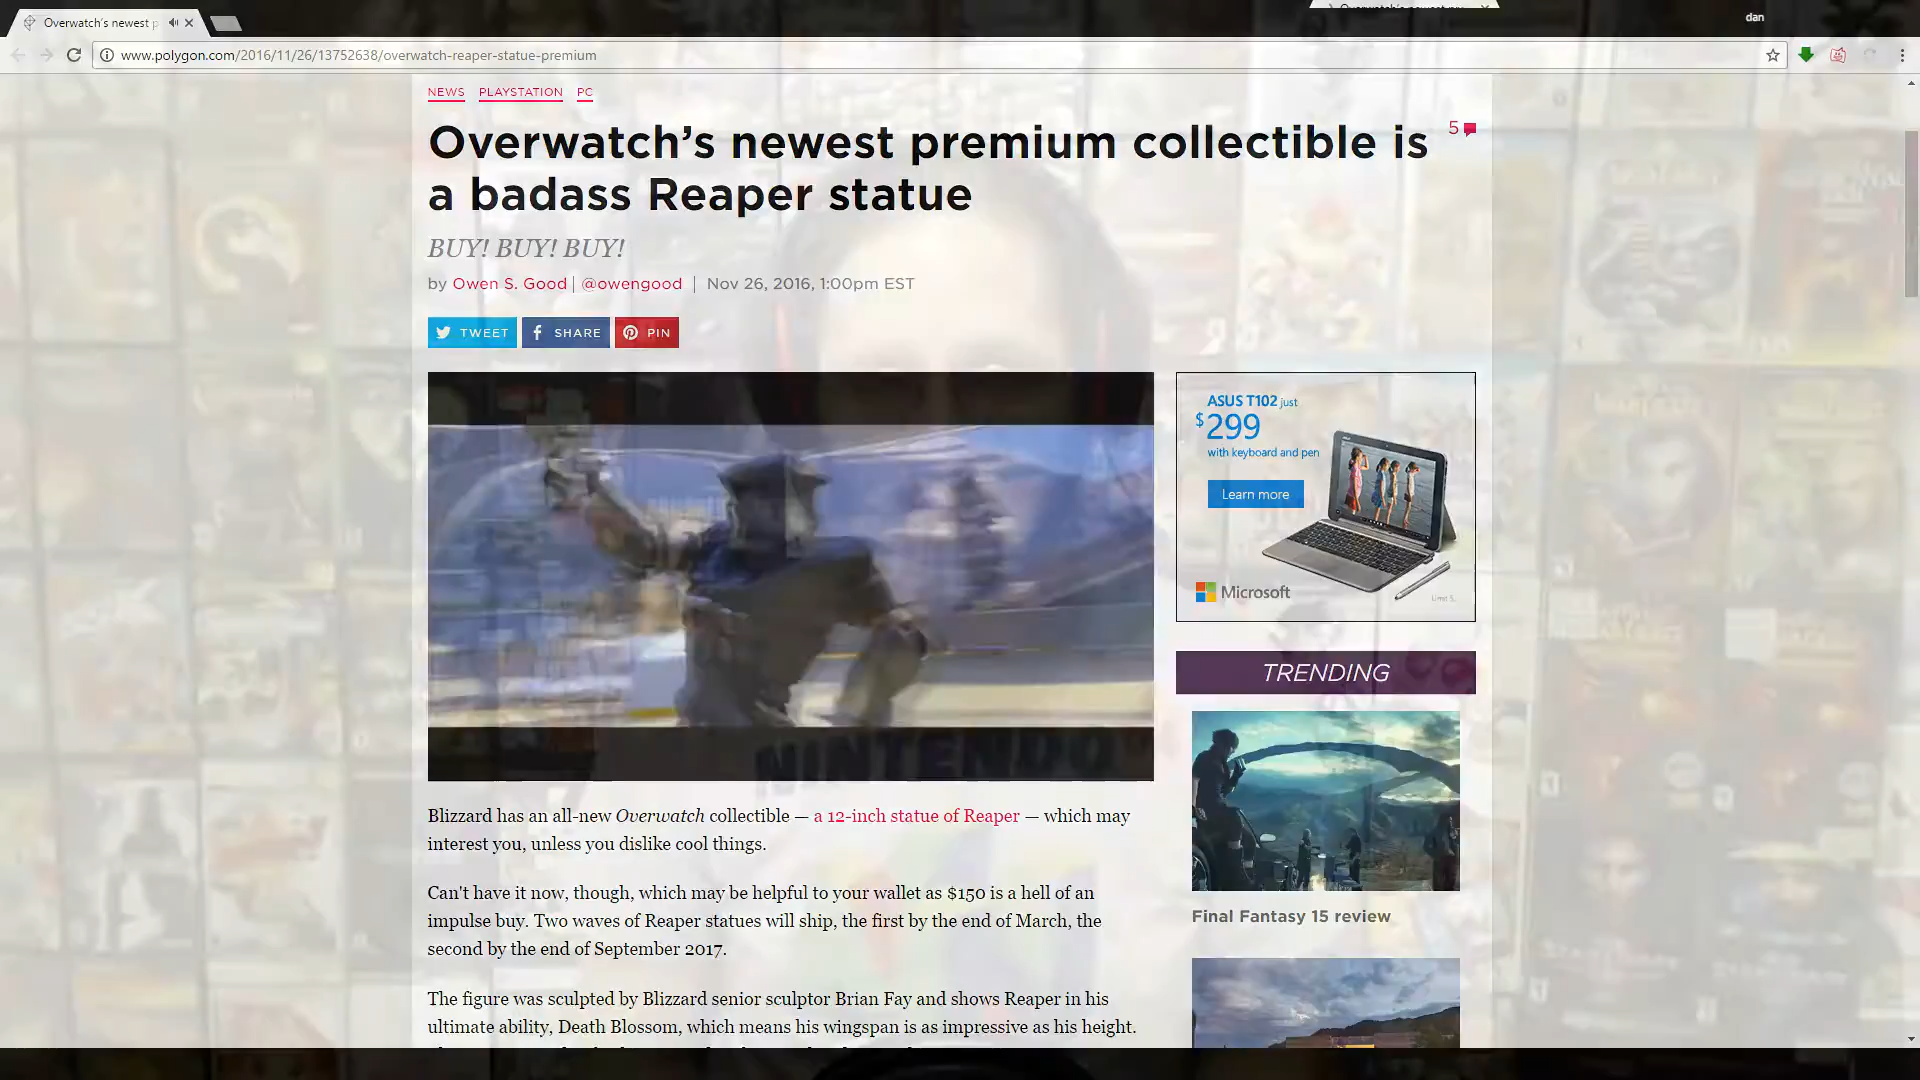 Overwatch's newest p
dan
www.polygon.com/2016/11/26/13752638/overwatch-reaper-statue-premium
NEWS PLAYSTATION PC
Overwatch's newest premium collectible is
a badass Reaper statue
5
BUY! BUY! BUY!
by Owen S. Good | @owengood | Nov 26, 2016, 1:00pm EST
TWEET SHARE PIN
NINTENDO
ASUS T102 just
$299
with keyboard and pen
Learn more
Microsoft
Limit 5.
TRENDING
Final Fantasy 15 review
Blizzard has an all-new Overwatch collectible — a 12-inch statue of Reaper — which may
interest you, unless you dislike cool things.
Can't have it now, though, which may be helpful to your wallet as $150 is a hell of an
impulse buy. Two waves of Reaper statues will ship, the first by the end of March, the
second by the end of September 2017.
The figure was sculpted by Blizzard senior sculptor Brian Fay and shows Reaper in his
ultimate ability, Death Blossom, which means his wingspan is as impressive as his height.